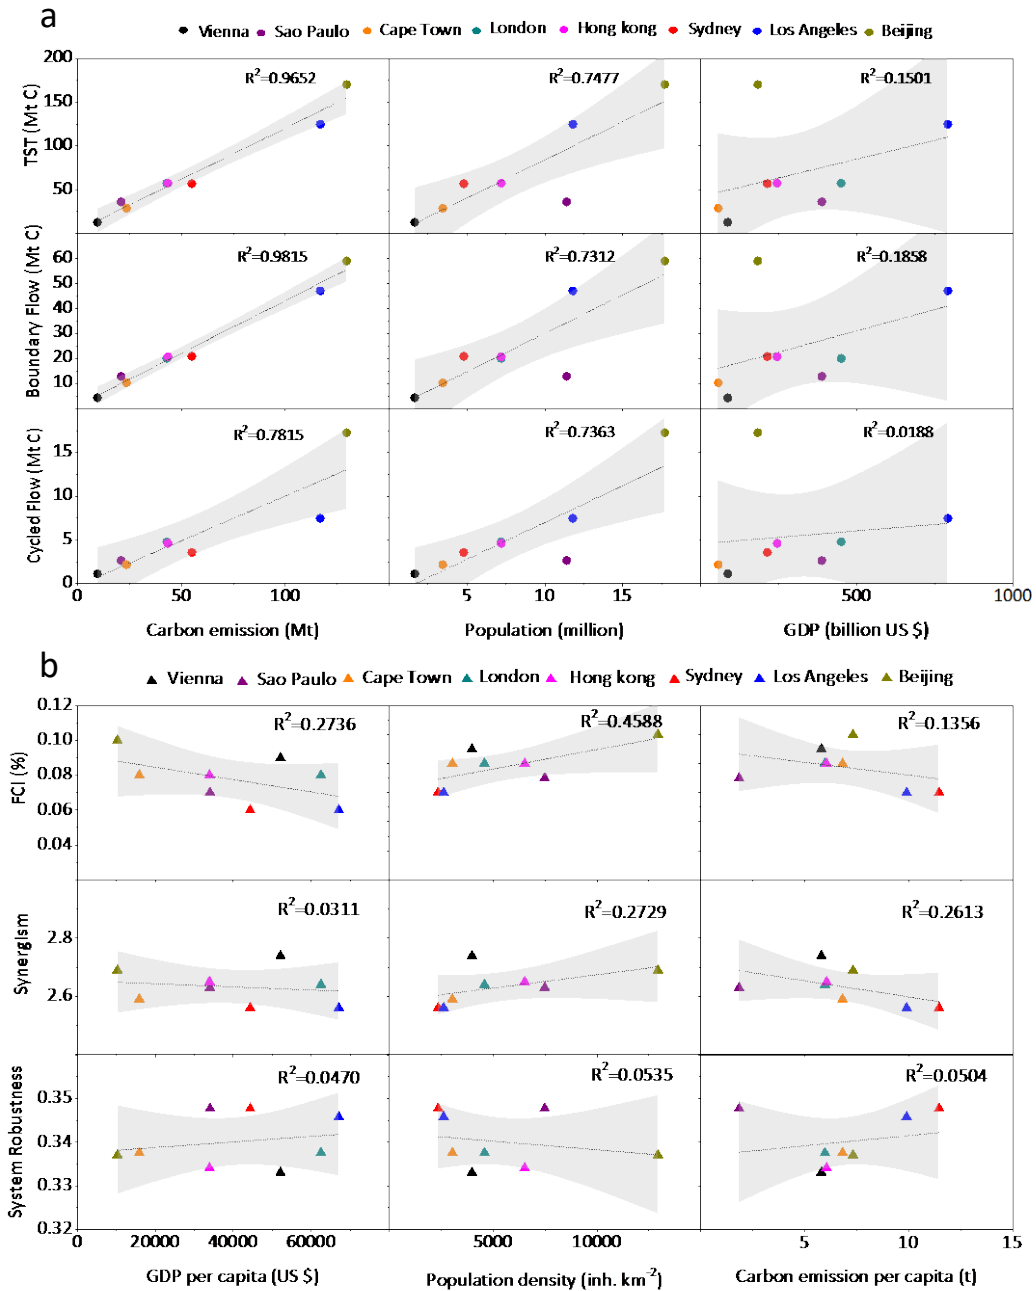 a
Vienna Sao Paulo Cape Town London Hong kong Sydney Los Angeles Beijing
200
150
100
50
TST (Mt C)
R²=0.9652
R²=0.7477
R²=0.1501
60
50
40
30
20
10
Boundary Flow (Mt C)
R²=0.9815
R²=0.7312
R²=0.1858
15
10
5
0
Cycled Flow (Mt C)
R²=0.7815
R²=0.7363
R²=0.0188
0 50 100 0 5 10 15 500 1000
Carbon emission (Mt) Population (million) GDP (billion US $)
b
Vienna Sao Paulo Cape Town London Hong kong Sydney Los Angeles Beijing
0.12
0.10
0.08
0.06
0.04
FCI (%)
R²=0.2736
R²=0.4588
R²=0.1356
2.8
2.6
Synergism
R²=0.0311
R²=0.2729
R²=0.2613
0.35
0.34
0.33
0.32
System Robustness
R²=0.0470
R²=0.0535
R²=0.0504
0 20000 40000 60000 5000 10000 5 10 15
GDP per capita (US $) Population density (inh. km⁻²) Carbon emission per capita (t)